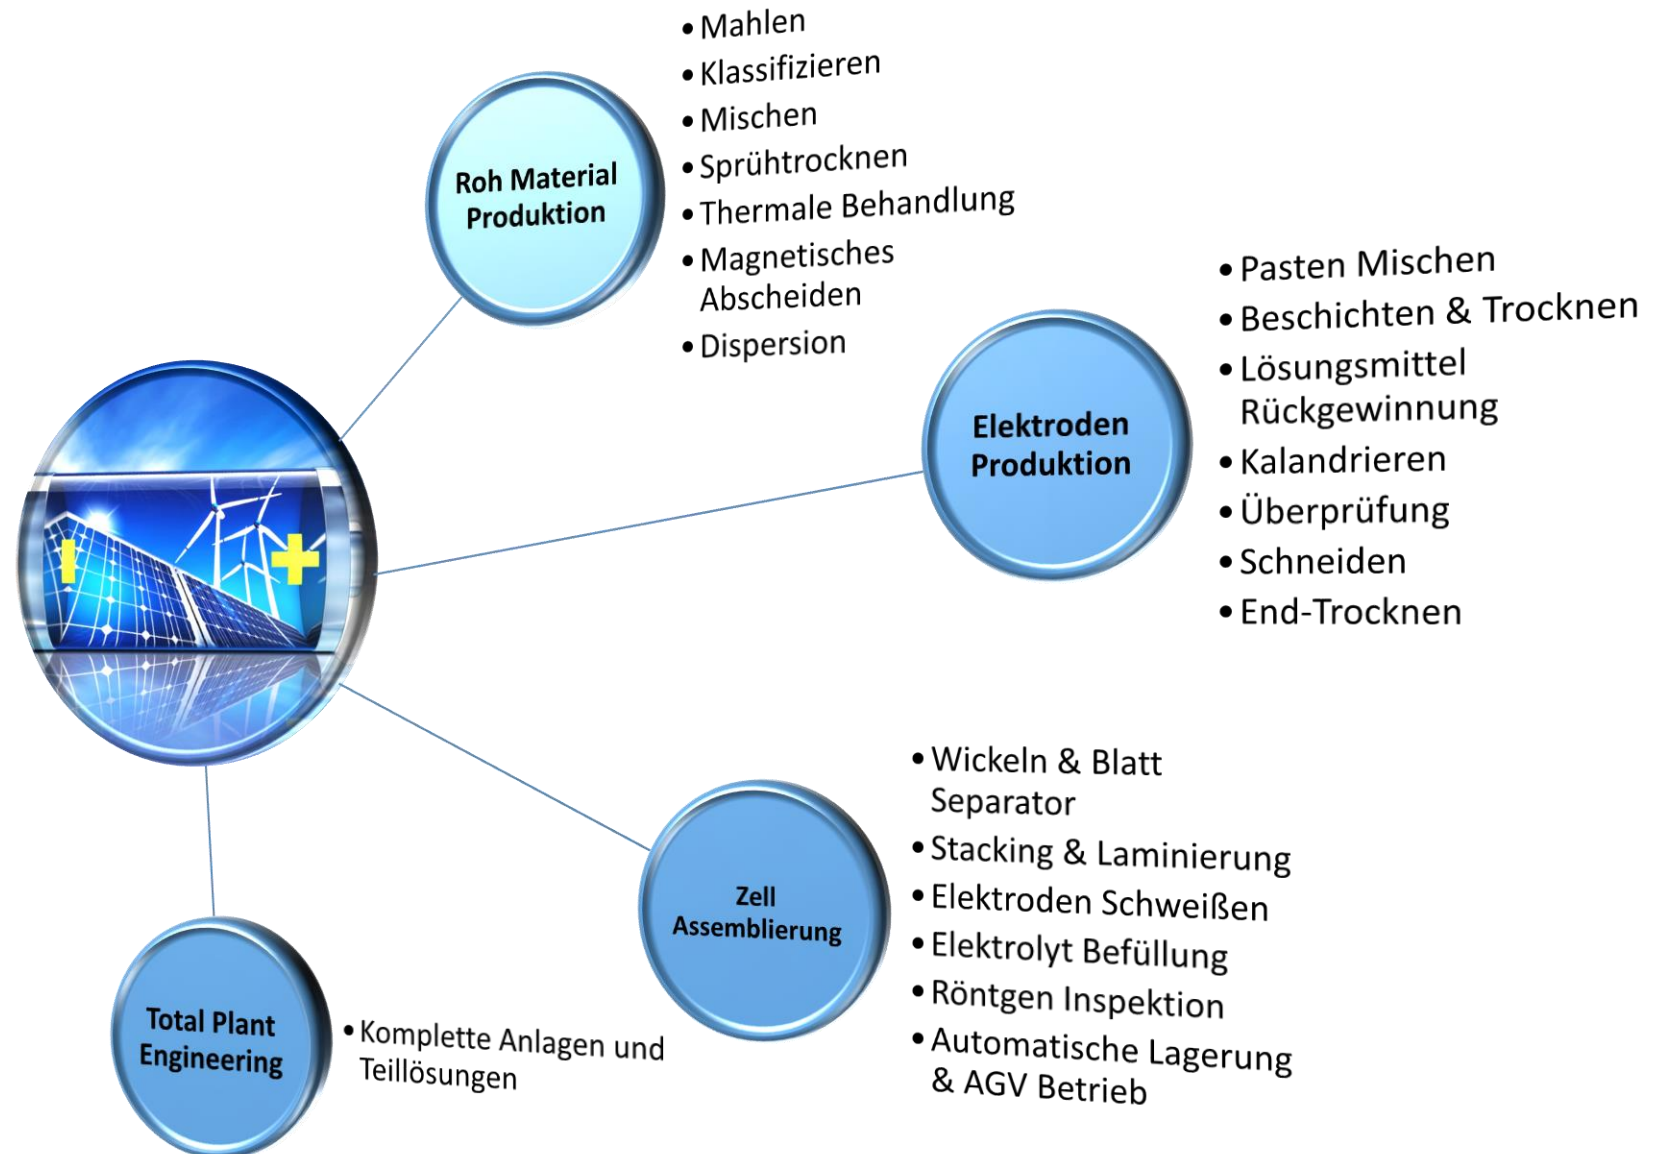 Roh Material
Produktion
• Mahlen
• Klassifizieren
• Mischen
• Sprühtrocknen
• Thermale Behandlung
• Magnetisches
Abscheiden
• Dispersion
Elektroden
Produktion
• Pasten Mischen
• Beschichten & Trocknen
• Lösungsmittel
Rückgewinnung
• Kalandrieren
• Überprüfung
• Schneiden
• End-Trocknen
Zell
Assemblierung
• Wickeln & Blatt
Separator
• Stacking & Laminierung
• Elektroden Schweißen
• Elektrolyt Befüllung
• Röntgen Inspektion
• Automatische Lagerung
& AGV Betrieb
Total Plant
Engineering
• Komplette Anlagen und
Teillösungen